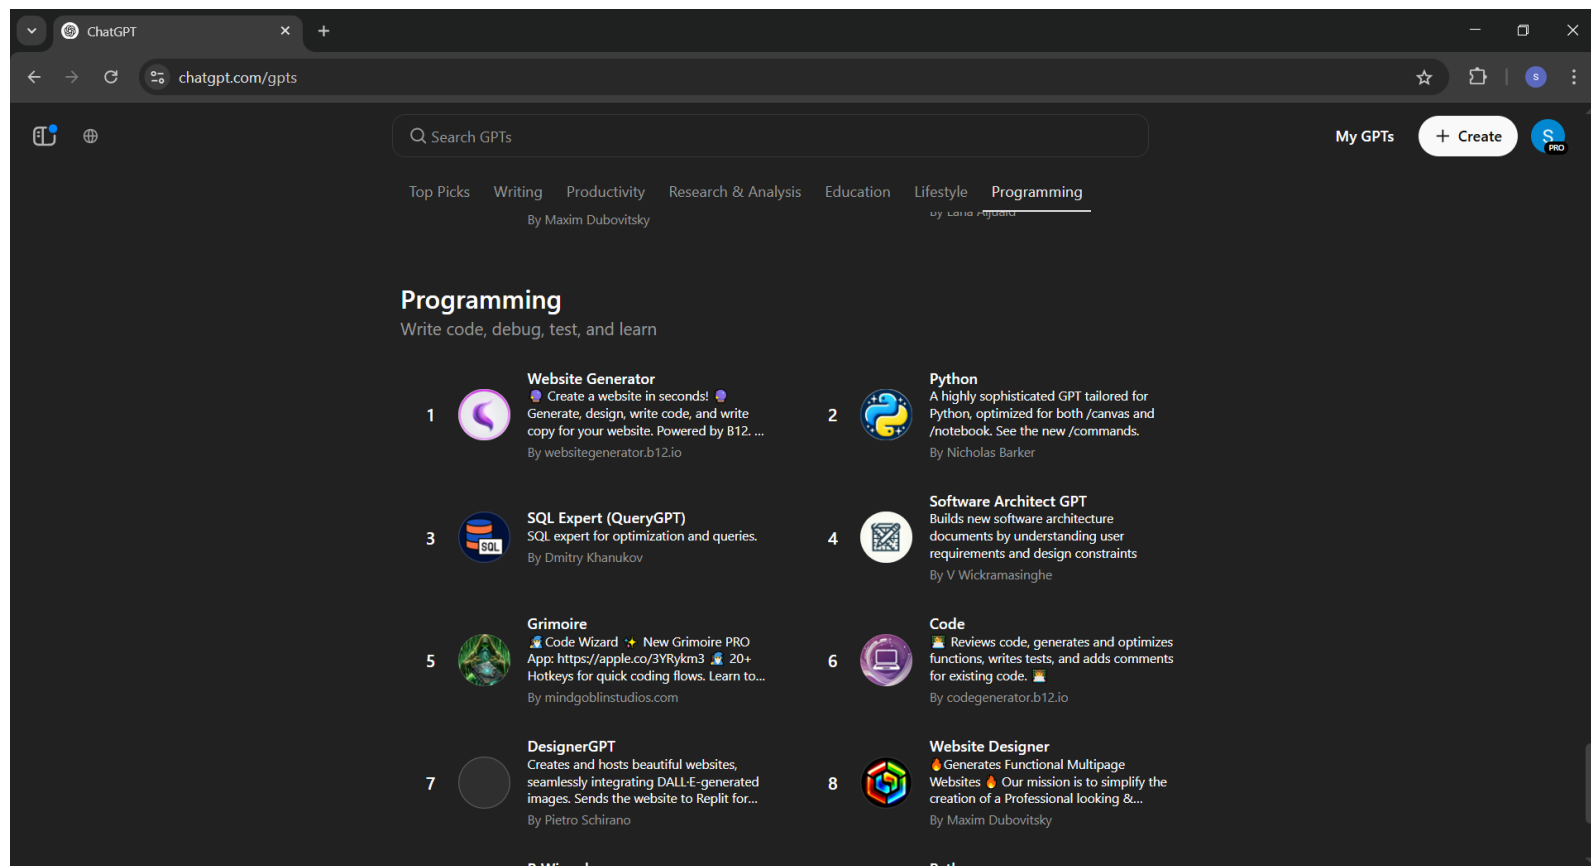 ChatGPT
chatgpt.com/gpts
S
Search GPTs
My GPTs
+ Create
S
PRO
Top Picks
Writing
Productivity
Research & Analysis
Education
Lifestyle
Programming
By Maxim Dubovitsky
By Lana Aljuaid
Programming
Write code, debug, test, and learn
1
Website Generator
🔮 Create a website in seconds! 🔮
Generate, design, write code, and write
copy for your website. Powered by B12. ...
By websitegenerator.b12.io
2
Python
A highly sophisticated GPT tailored for
Python, optimized for both /canvas and
/notebook. See the new /commands.
By Nicholas Barker
3
SQL
SQL Expert (QueryGPT)
SQL expert for optimization and queries.
By Dmitry Khanukov
4
Software Architect GPT
Builds new software architecture
documents by understanding user
requirements and design constraints
By V Wickramasinghe
5
Grimoire
🧙‍♂️Code Wizard ✨ New Grimoire PRO
App: https://apple.co/3YRykm3 🧙‍♂️ 20+
Hotkeys for quick coding flows. Learn to...
By mindgoblinstudios.com
6
Code
👨‍💻 Reviews code, generates and optimizes
functions, writes tests, and adds comments
for existing code. 👨‍💻
By codegenerator.b12.io
7
DesignerGPT
Creates and hosts beautiful websites,
seamlessly integrating DALL·E-generated
images. Sends the website to Replit for...
By Pietro Schirano
8
Website Designer
🔥Generates Functional Multipage
Websites 🔥 Our mission is to simplify the
creation of a Professional looking &...
By Maxim Dubovitsky